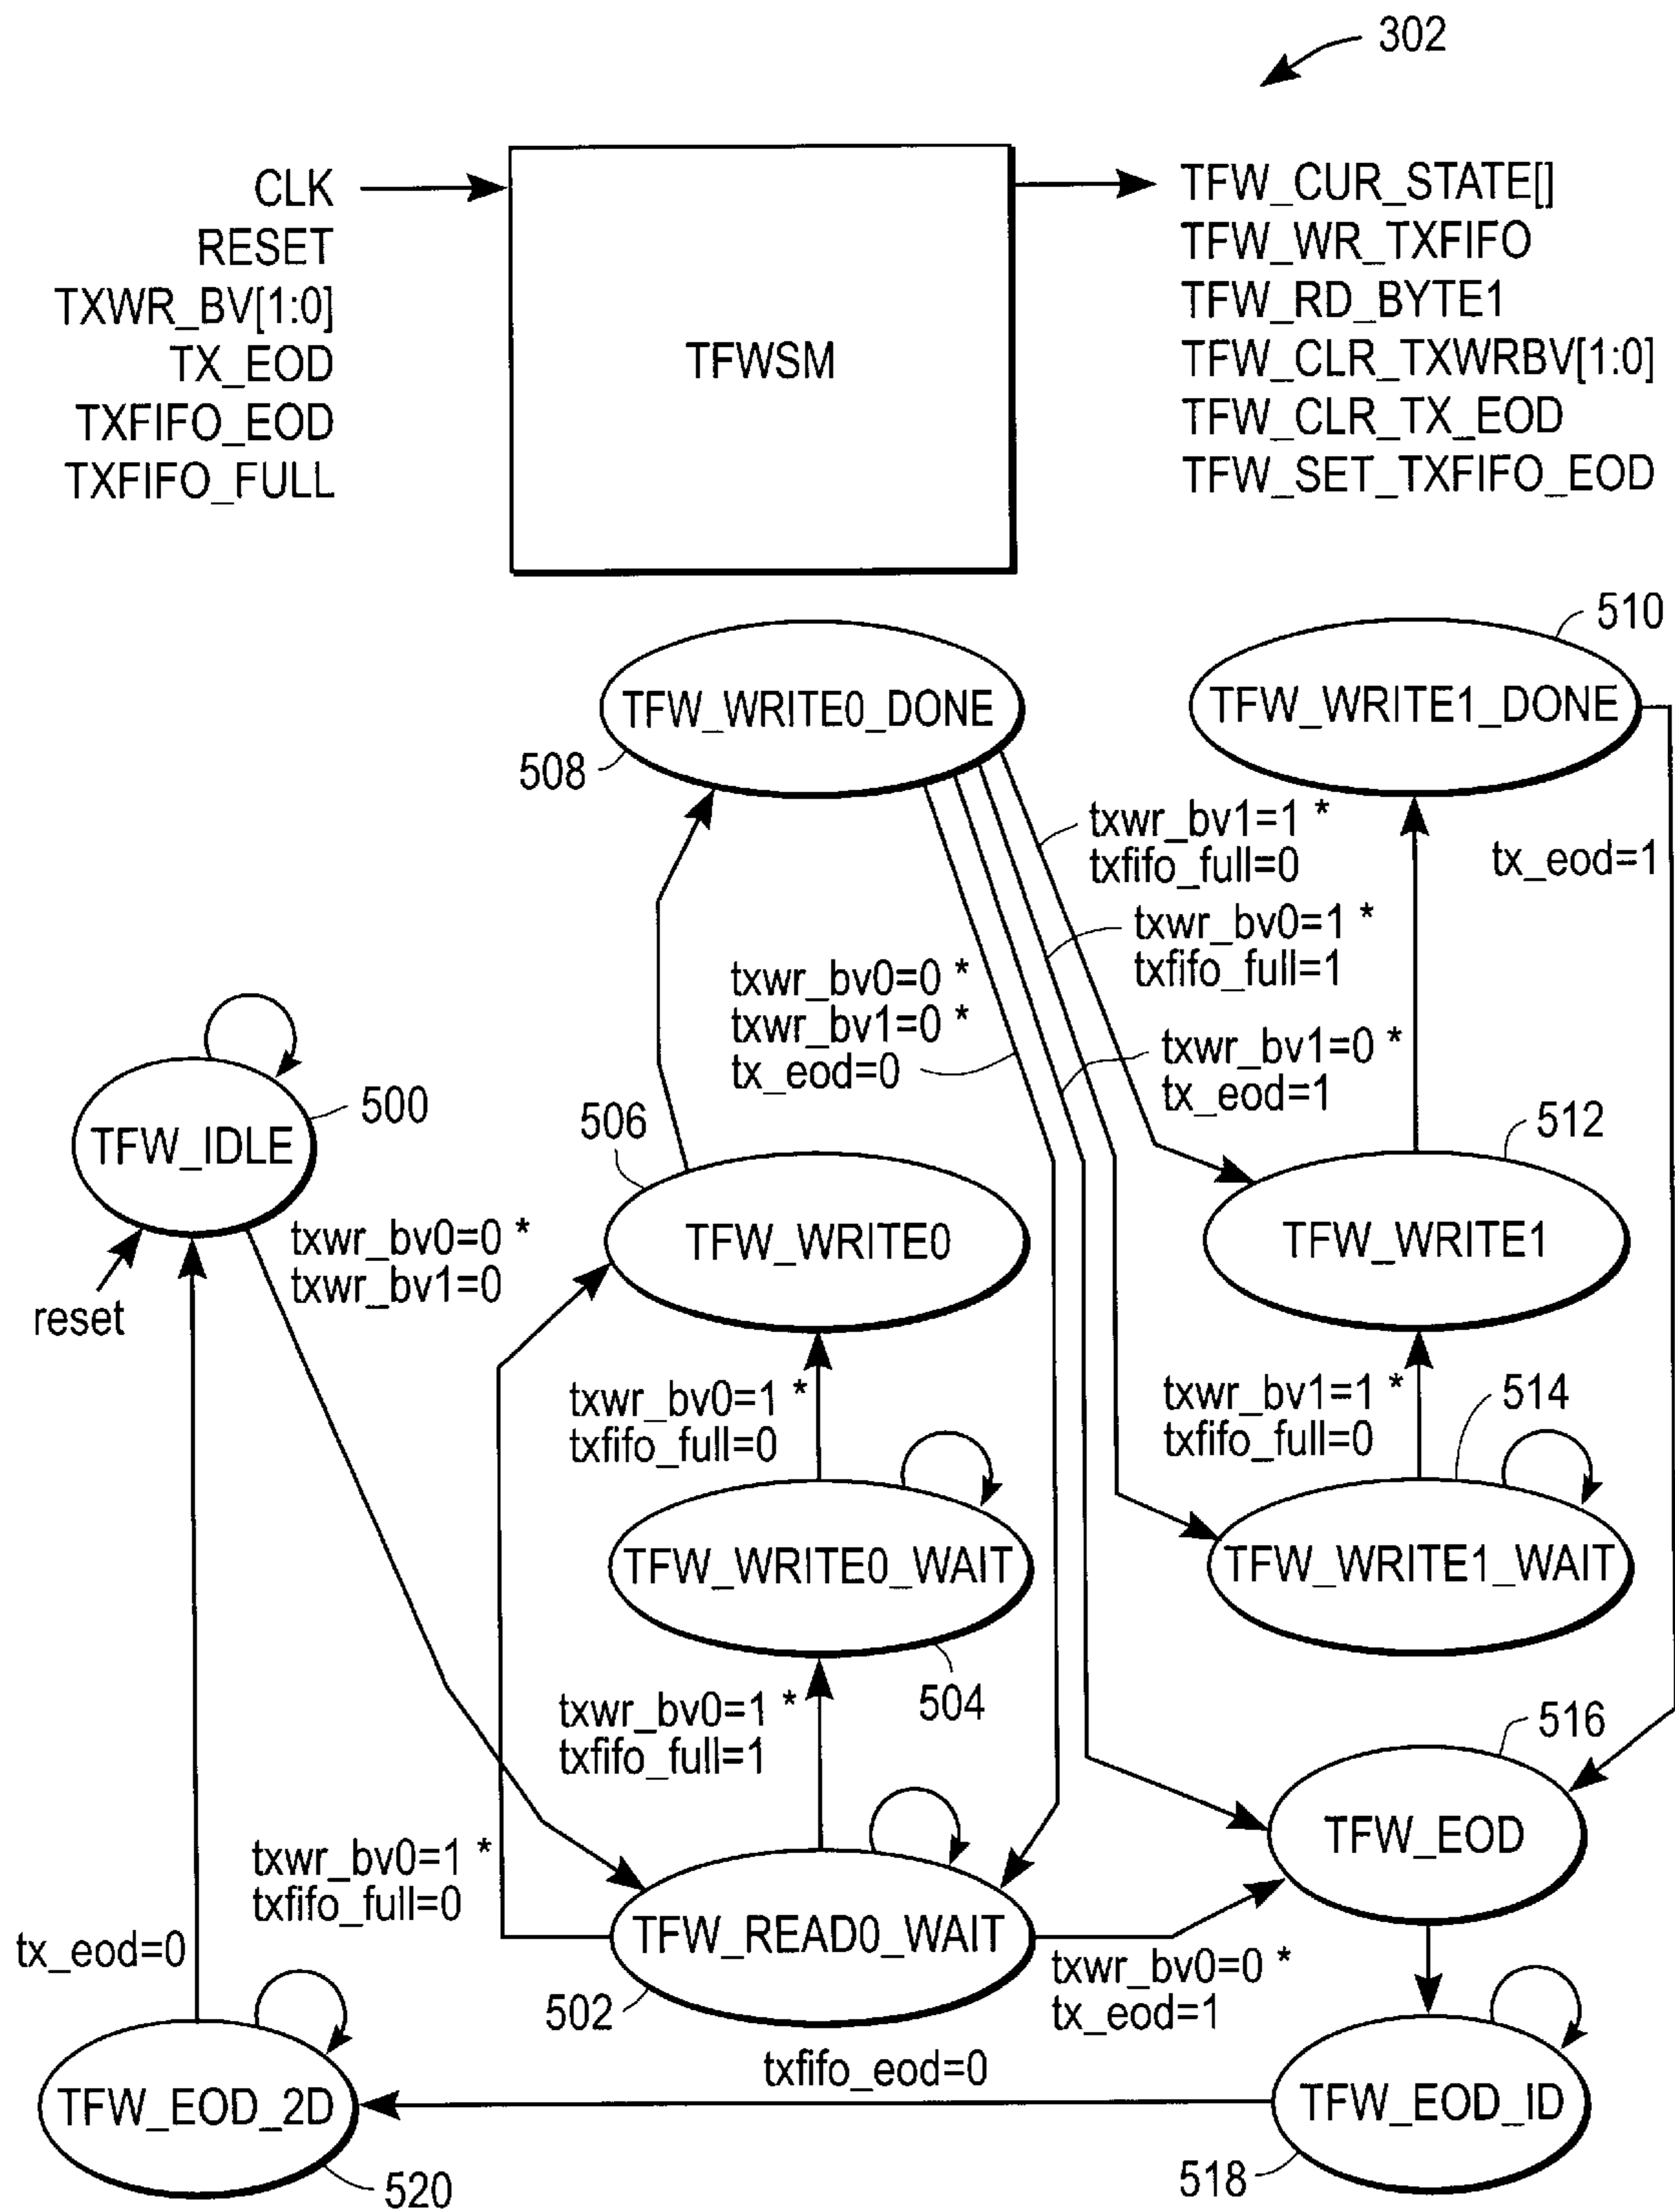 302
CLK
RESET
TXWR_BV[1:0]
TX_EOD
TXFIFO_EOD
TXFIFO_FULL
TFWSM
TFW_CUR_STATE[]
TFW_WR_TXFIFO
TFW_RD_BYTE1
TFW_CLR_TXWRBV[1:0]
TFW_CLR_TX_EOD
TFW_SET_TXFIFO_EOD
510
TFW_WRITE0_DONE
TFW_WRITE1_DONE
508
txwr_bv1=1 *
txfifo_full=0
tx_eod=1
txwr_bv0=1 *
txfifo_full=1
txwr_bv0=0 *
txwr_bv1=0 *
tx_eod=0
txwr_bv1=0 *
tx_eod=1
500
TFW_IDLE
506
512
txwr_bv0=0 *
txwr_bv1=0
reset
TFW_WRITE0
TFW_WRITE1
txwr_bv0=1 *
txfifo_full=0
txwr_bv1=1 *
txfifo_full=0
514
TFW_WRITE0_WAIT
TFW_WRITE1_WAIT
504
txwr_bv0=1 *
txfifo_full=1
516
TFW_EOD
txwr_bv0=1 *
txfifo_full=0
TFW_READ0_WAIT
tx_eod=0
502
txwr_bv0=0 *
tx_eod=1
txfifo_eod=0
TFW_EOD_2D
TFW_EOD_ID
520
518